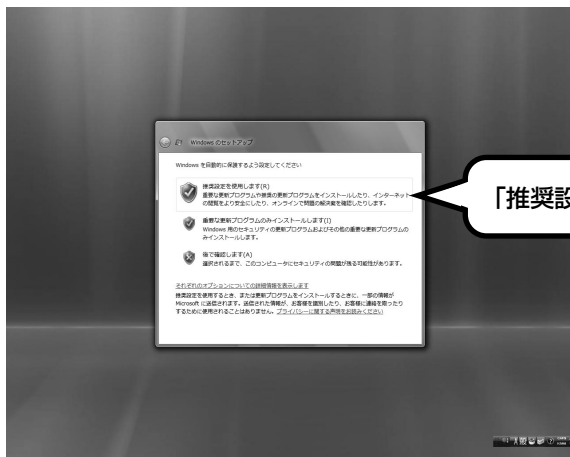 Windows のセットアップ
Windows を自動的に保護するよう設定してください
推奨設定を使用します(R)
重要な更新プログラムや推奨の更新プログラムをインストールしたり、インターネット
の閲覧をより安全にしたり、オンラインで問題の解決策を確認したりします。
「推奨設
重要な更新プログラムのみインストールします(I)
Windows 用のセキュリティの更新プログラムおよびその他の重要な更新プログラムの
みインストールします。
後で確認します(A)
選択されるまで、このコンピュータにセキュリティの問題が残る可能性があります。
それぞれのオプションについての詳細情報を表示します
推奨設定を使用するとき、または更新プログラムをインストールするときに、一部の情報が
Microsoft に送信されます。送信された情報が、お客様を識別したり、お客様に連絡を取ったり
するために使用されることはありません。プライバシーに関する声明をお読みください